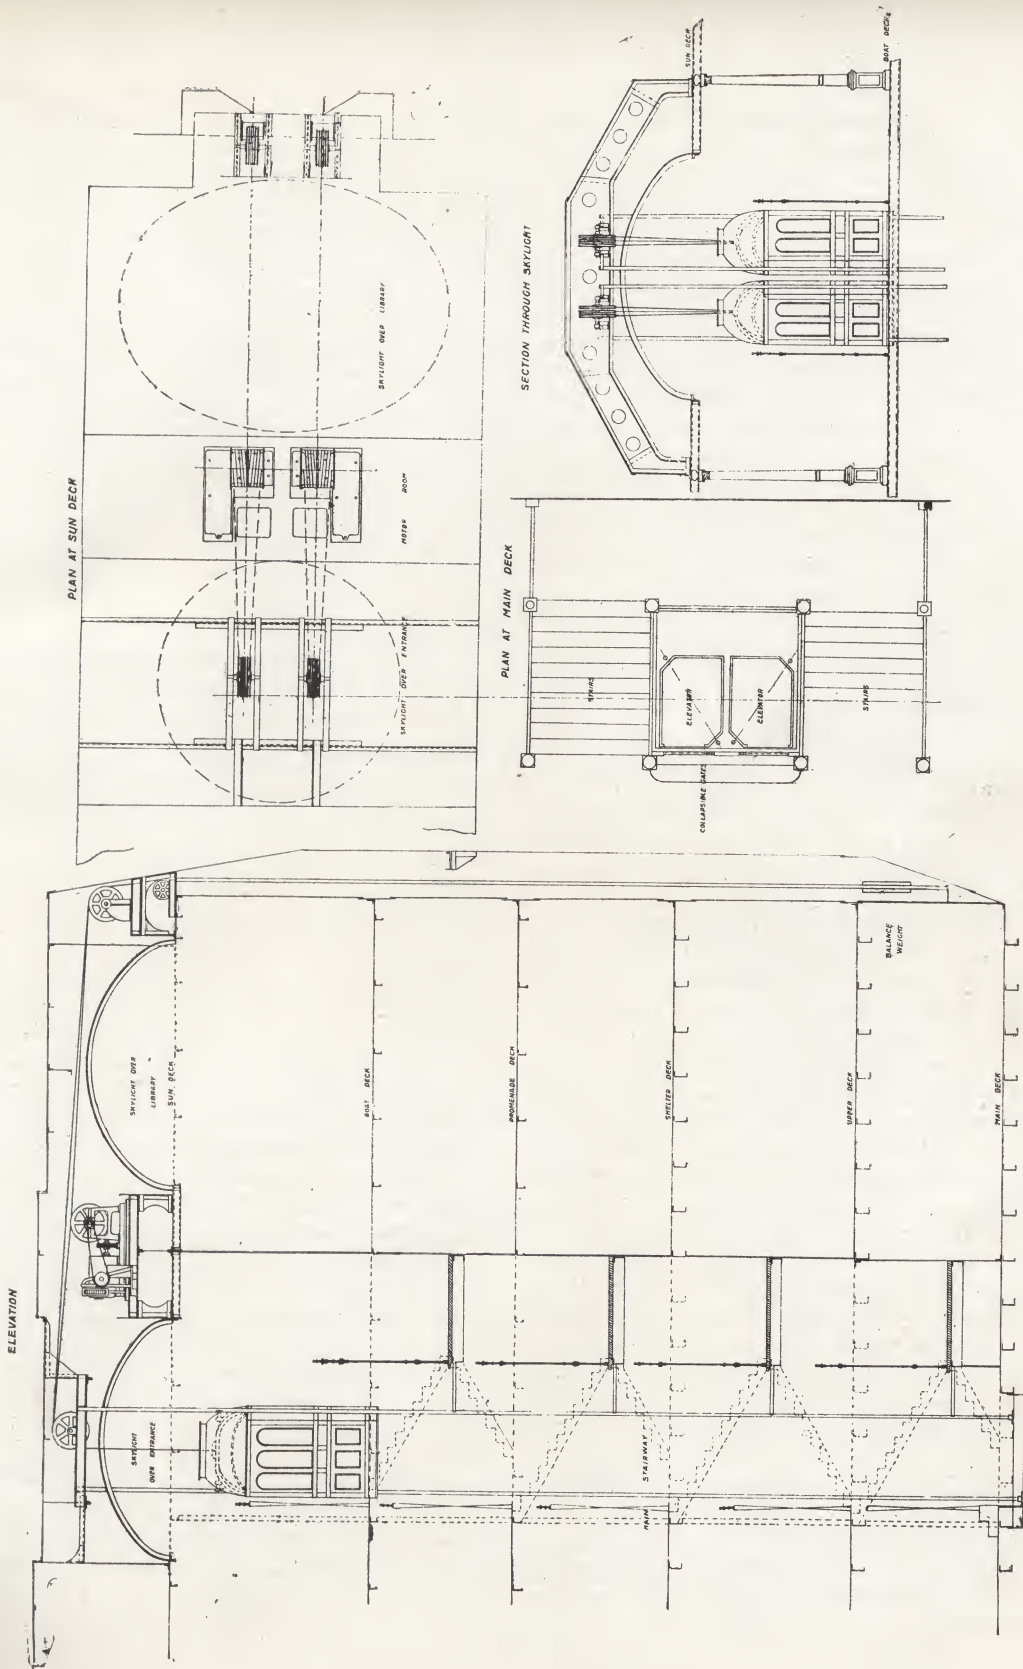 ELEVATION
SKYLIGHT
OVER ENTRANCE
SKYLIGHT OVER
LIBRARY
SUN DECK
BOAT DECK
PROMENADE DECK
SHELTER DECK
UPPER DECK
MAIN DECK
MAIN STAIRWAY
BALANCE
WEIGHT
PLAN AT SUN DECK
SKYLIGHT OVER ENTRANCE
MOTOR ROOM
SKYLIGHT OVER LIBRARY
PLAN AT MAIN DECK
STAIRS
ELEVATOR
ELEVATOR
STAIRS
COLLAPSIBLE GATES
SECTION THROUGH SKYLIGHT
SUN DECK
BOAT DECK